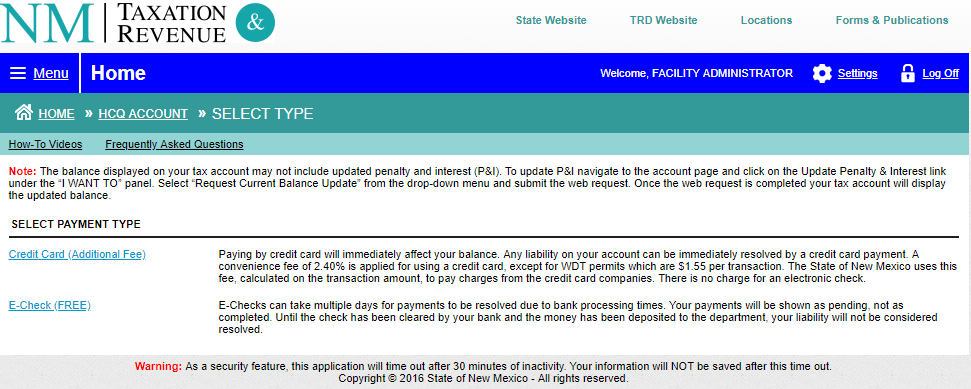 NM TAXATION & REVENUE
State Website TRD Website Locations Forms & Publications
Menu Home Welcome, FACILITY ADMINISTRATOR Settings Log Off
HOME » HCQ ACCOUNT » SELECT TYPE
How-To Videos Frequently Asked Questions
Note: The balance displayed on your tax account may not include updated penalty and interest (P&I). To update P&I navigate to the account page and click on the Update Penalty & Interest link
under the “I WANT TO” panel. Select “Request Current Balance Update” from the drop-down menu and submit the web request. Once the web request is completed your tax account will display
the updated balance.
SELECT PAYMENT TYPE
Credit Card (Additional Fee) Paying by credit card will immediately affect your balance. Any liability on your account can be immediately resolved by a credit card payment. A
convenience fee of 2.40% is applied for using a credit card, except for WDT permits which are $1.55 per transaction. The State of New Mexico uses this
fee, calculated on the transaction amount, to pay charges from the credit card companies. There is no charge for an electronic check.
E-Check (FREE) E-Checks can take multiple days for payments to be resolved due to bank processing times. Your payments will be shown as pending, not as
completed. Until the check has been cleared by your bank and the money has been deposited to the department, your liability will not be considered
resolved.
Warning: As a security feature, this application will time out after 30 minutes of inactivity. Your information will NOT be saved after this time out.
Copyright © 2016 State of New Mexico - All rights reserved.